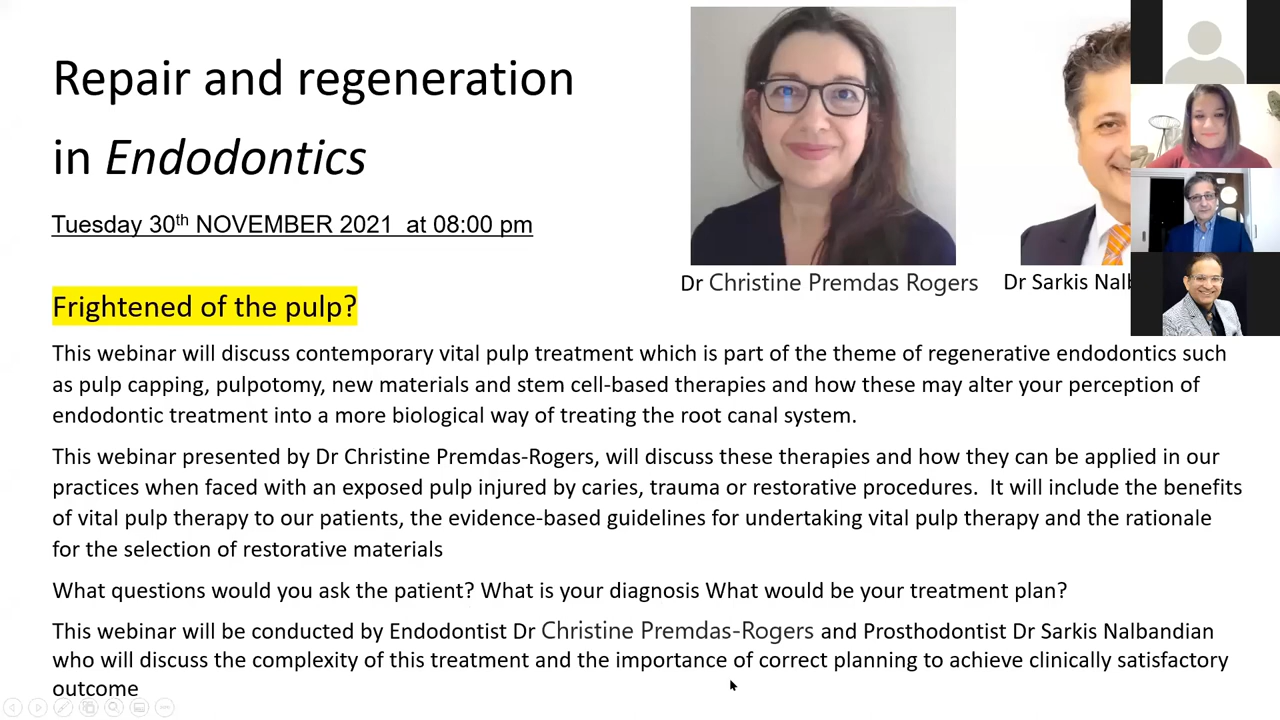 Repair and regeneration
in Endodontics
Tuesday 30th NOVEMBER 2021 at 08:00 pm
Dr Christine Premdas Rogers
Dr Sarkis
Frightened of the pulp?
This webinar will discuss contemporary vital pulp treatment which is part of the theme of regenerative endodontics such
as pulp capping, pulpotomy, new materials and stem cell-based therapies and how these may alter your perception of
endodontic treatment into a more biological way of treating the root canal system.
This webinar presented by Dr Christine Premdas-Rogers, will discuss these therapies and how they can be applied in our
practices when faced with an exposed pulp injured by caries, trauma or restorative procedures. It will include the benefits
of vital pulp therapy to our patients, the evidence-based guidelines for undertaking vital pulp therapy and the rationale
for the selection of restorative materials
What questions would you ask the patient? What is your diagnosis What would be your treatment plan?
This webinar will be conducted by Endodontist Dr Christine Premdas-Rogers and Prosthodontist Dr Sarkis Nalbandian
who will discuss the complexity of this treatment and the importance of correct planning to achieve clinically satisfactory
outcome